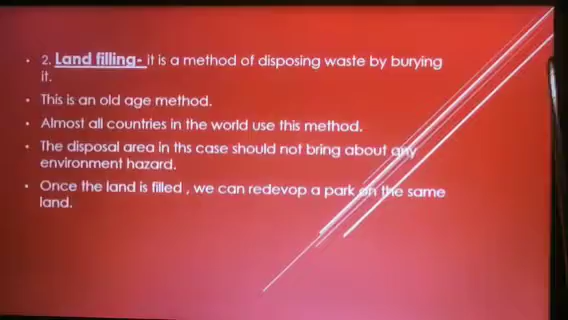 • 2. Land filling- it is a method of disposing waste by burying
it.
• This is an old age method.
• Almost all countries in the world use this method.
• The disposal area in ths case should not bring about any
environment hazard.
• Once the land is filled , we can redevop a park on the same
land.